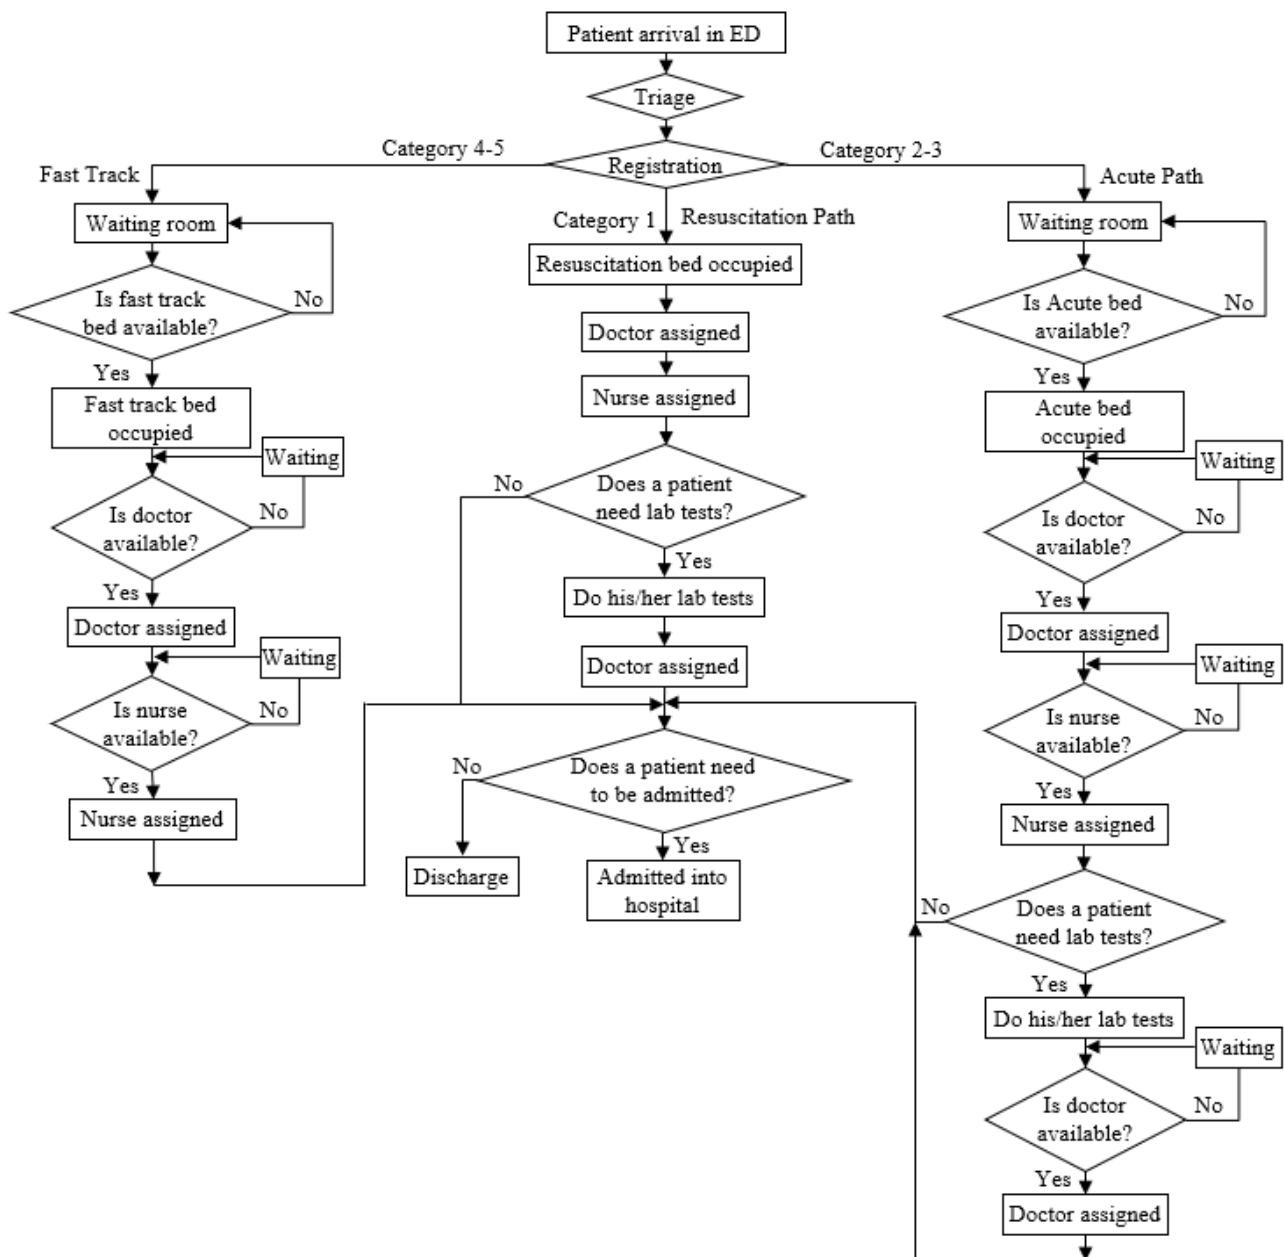 Patient arrival in ED
Triage
Registration
Category 4-5
Fast Track
Waiting room
Is fast track
bed available?
No
Yes
Fast track bed
occupied
Waiting
Is doctor
available?
No
Yes
Doctor assigned
Waiting
Is nurse
available?
No
Yes
Nurse assigned
Category 1
Resuscitation Path
Resuscitation bed occupied
Doctor assigned
Nurse assigned
Does a patient
need lab tests?
No
Yes
Do his/her lab tests
Doctor assigned
Does a patient need
to be admitted?
No
Discharge
Yes
Admitted into
hospital
Category 2-3
Acute Path
Waiting room
Is Acute bed
available?
No
Yes
Acute bed
occupied
Waiting
Is doctor
available?
No
Yes
Doctor assigned
Waiting
Is nurse
available?
No
Yes
Nurse assigned
Does a patient
need lab tests?
No
Yes
Do his/her lab tests
Waiting
Is doctor
available?
No
Yes
Doctor assigned